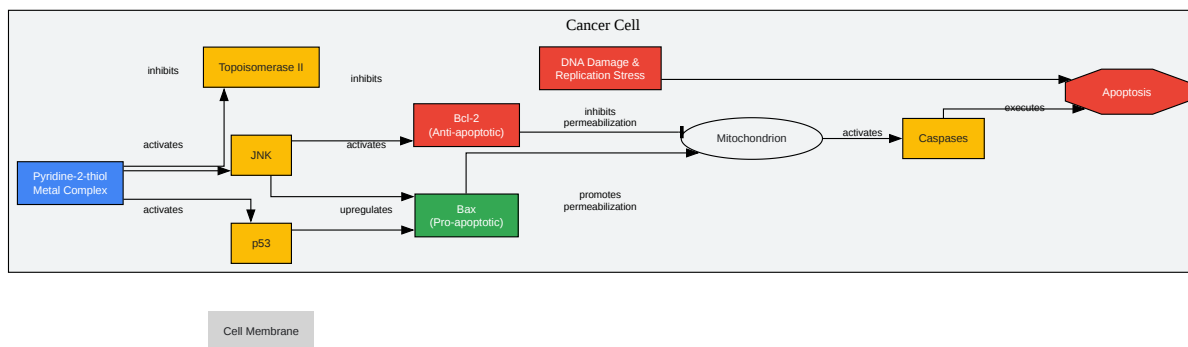 Cancer Cell
inhibits
Topoisomerase II
inhibits
DNA Damage &
Replication Stress
Apoptosis
executes
Bcl-2
(Anti-apoptotic)
inhibits
permeabilization
Mitochondrion
activates
Caspases
activates
JNK
activates
Pyridine-2-thiol
Metal Complex
activates
p53
upregulates
Bax
(Pro-apoptotic)
promotes
permeabilization
Cell Membrane